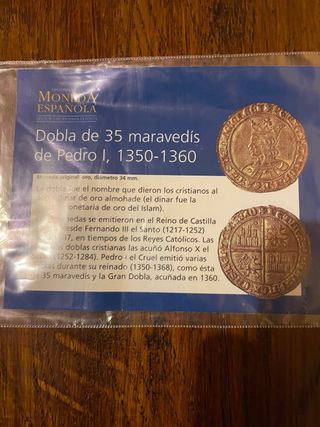 MONEDA
ESPAÑOLA
Dobla de 35 maravedís
de Pedro I, 1350-1360
Moneda original: oro, diámetro 34 mm.
La dobla fue el nombre que dieron los cristianos al
dinar de oro almohade (el dinar fue la
monetaria de oro del Islam).
edas se emitieron en el Reino de Castilla
desde Fernando III el Santo (1217-1252)
7, en tiempos de los Reyes Católicos. Las
doblas cristianas las acuñó Alfonso X el
(1252-1284). Pedro I el Cruel emitió varias
durante su reinado (1350-1368), como ésta
35 maravedís y la Gran Dobla, acuñada en 1360.